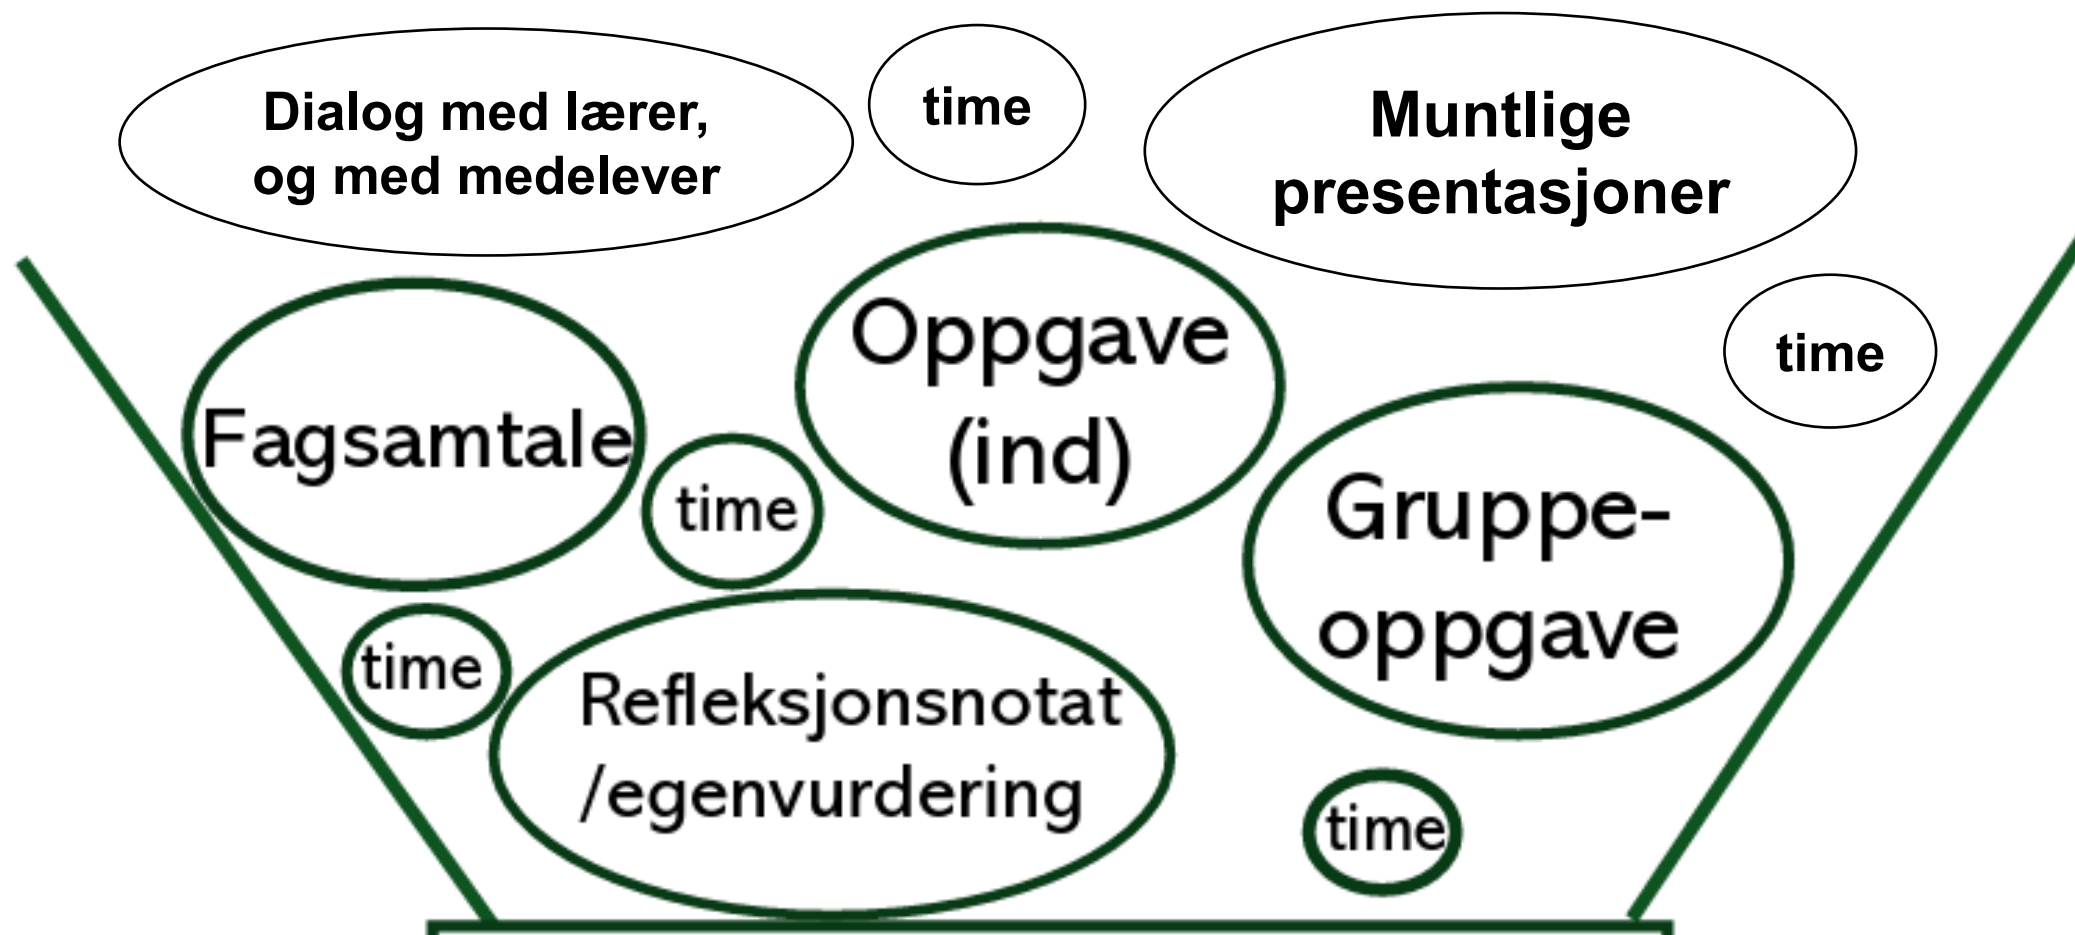 Dialog med lærer,
og med medelever
time
Muntlige
presentasjoner
time
Fagsamtale
time
Oppgave
(ind)
Gruppe-
oppgave
time
Refleksjonsnotat
/egenvurdering
time